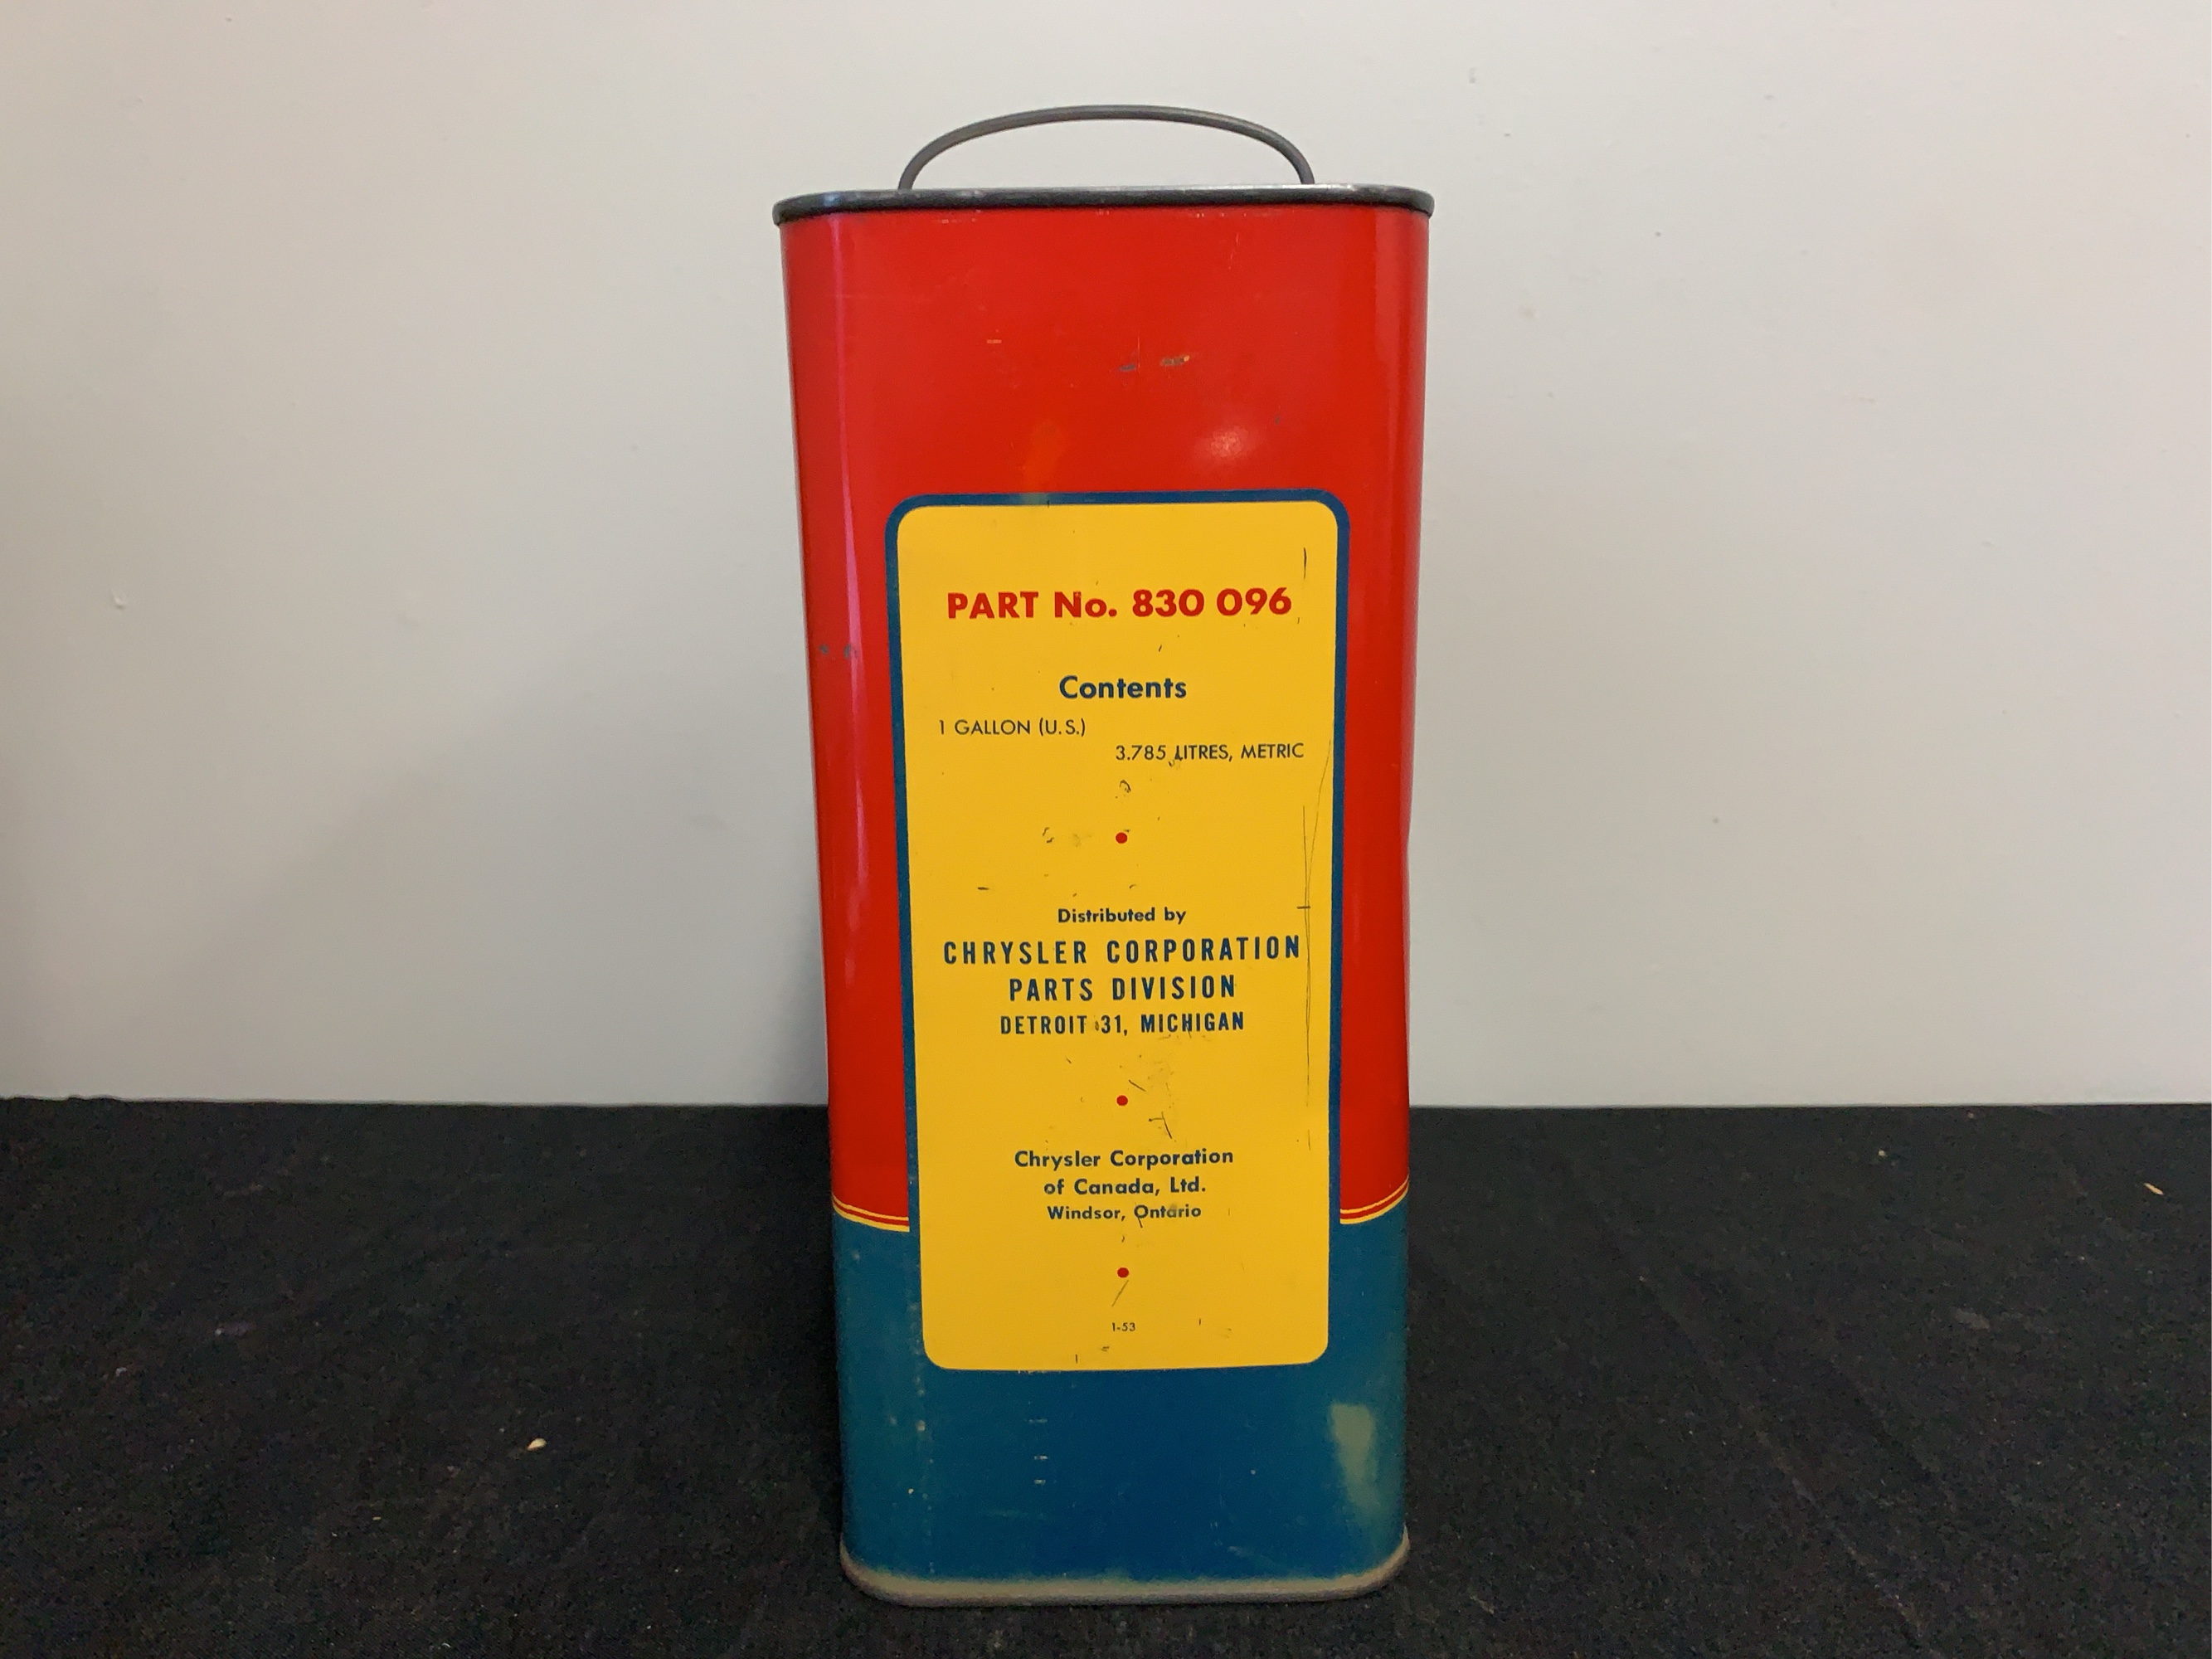 PART No. 830 096
Contents
1 GALLON (U.S.)
3.785 LITRES, METRIC
Distributed by
CHRYSLER CORPORATION
PARTS DIVISION
DETROIT 31, MICHIGAN
Chrysler Corporation
of Canada, Ltd.
Windsor, Ontario
1-53